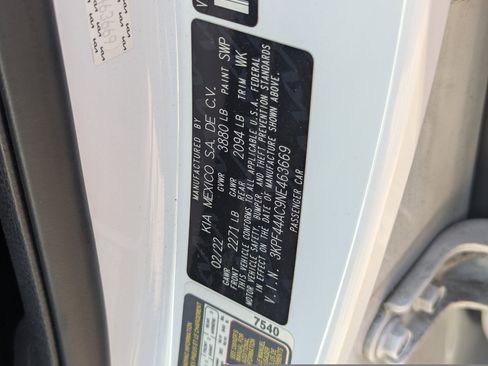 MANUFACTURED BY
KIA MEXICO S.A. DE C.V.
02/22 GVWR 3880 LB PAINT SWP
GAWR FRONT 2271 LB GAWR REAR 2094 LB TRIM WK
THIS VEHICLE CONFORMS TO ALL APPLICABLE U.S.A. FEDERAL
MOTOR VEHICLE SAFETY, BUMPER, AND THEFT PREVENTION STANDARDS
IN EFFECT ON THE DATE OF MANUFACTURE SHOWN ABOVE.
V.I.N. 3KPF44AC9NE463669
PASSENGER CAR
7540